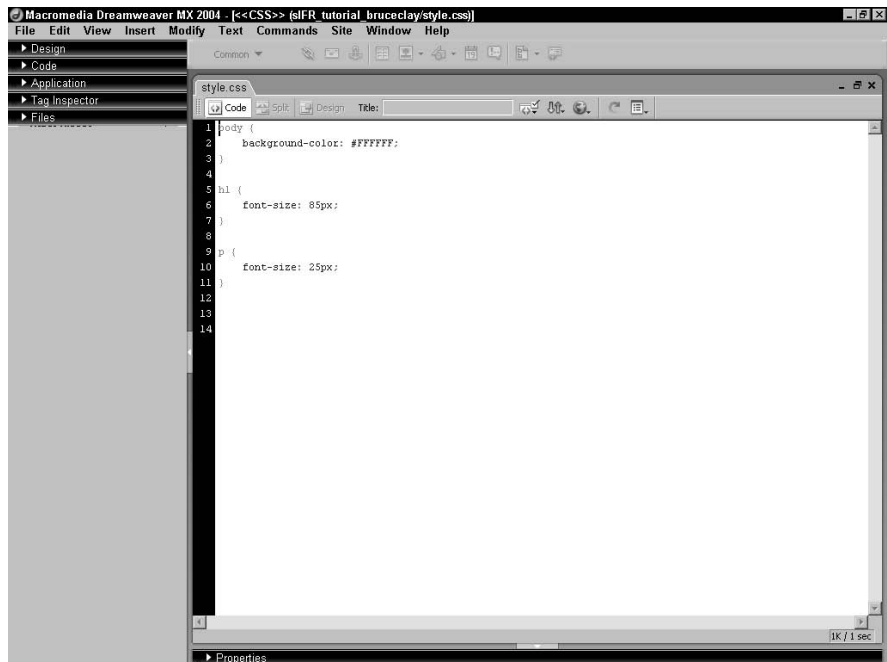 Macromedia Dreamweaver MX 2004 - [<<CSS>> (sIFR_tutorial_bruceclay/style.css)]
File Edit View Insert Modify Text Commands Site Window Help
Design
Common
Code
Application
Tag Inspector
Files
style.css
Code Split Design Title:
1 body {
2 background-color: #FFFFFF;
3 }
4
5 h1 {
6 font-size: 85px;
7 }
8
9 p {
10 font-size: 25px;
11 }
12
13
14
1K / 1 sec
Properties